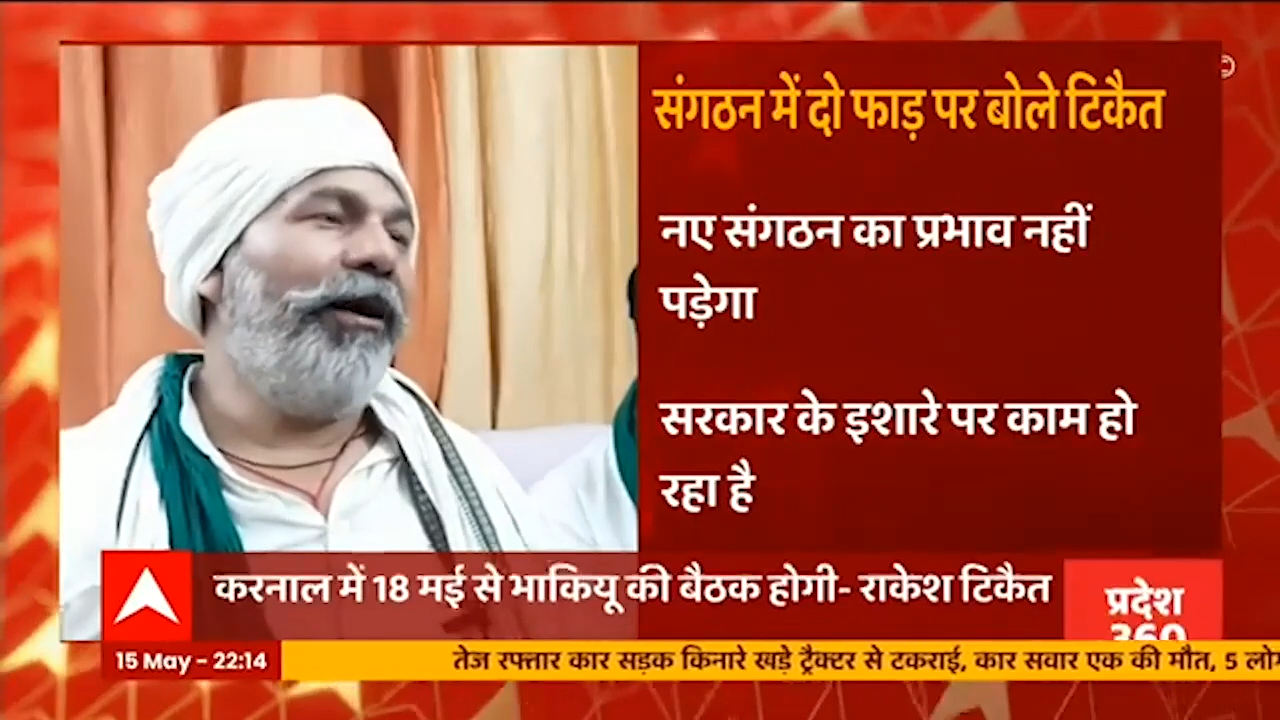 संगठन में दो फाड़ पर बोले टिकैत
नए संगठन का प्रभाव नहीं
पड़ेगा
सरकार के इशारे पर काम हो
रहा है
करनाल में 18 मई से भाकियू की बैठक होगी- राकेश टिकैत
प्रदेश
360
15 May - 22:14
तेज रफ्तार कार सड़क किनारे खड़े ट्रैक्टर से टकराई, कार सवार एक की मौत, 5 लोग